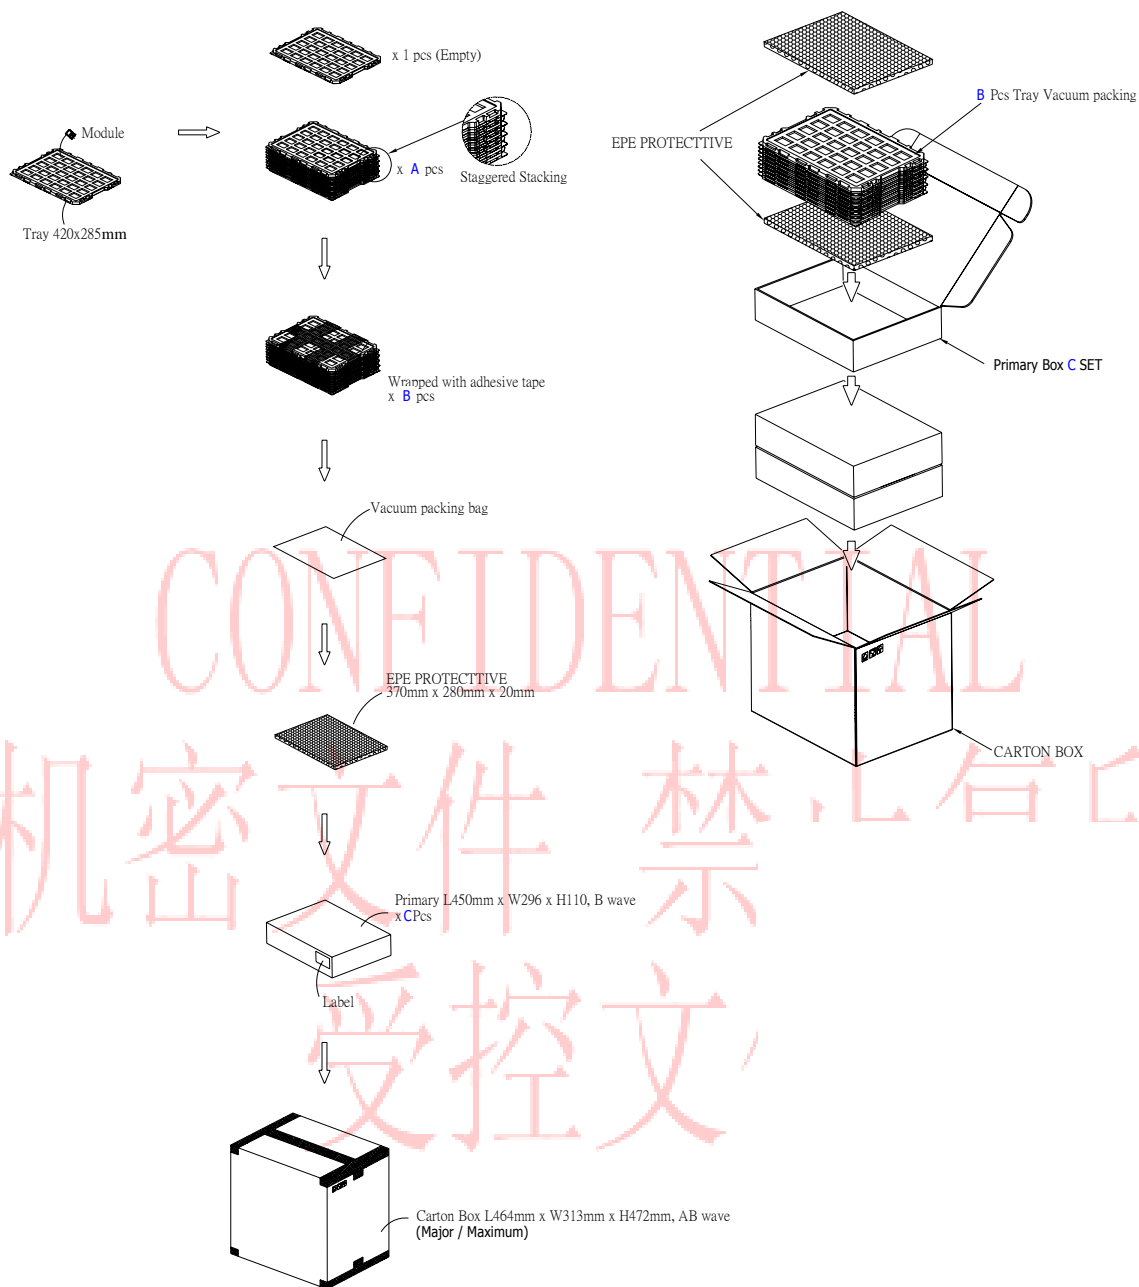 x 1 pcs (Empty)
Module
x A pcs
Staggered Stacking
Tray 420x285mm
Wrapped with adhesive tape
x B pcs
Vacuum packing bag
EPE PROTECTTIVE
370mm x 280mm x 20mm
Primary L450mm x W296 x H110, B wave
x C Pcs
Label
Carton Box L464mm x W313mm x H472mm, AB wave
(Major / Maximum)
B Pcs Tray Vacuum packing
EPE PROTECTTIVE
Primary Box C SET
CARTON BOX
CONFIDENTIAL
机密文件 禁止
受控文